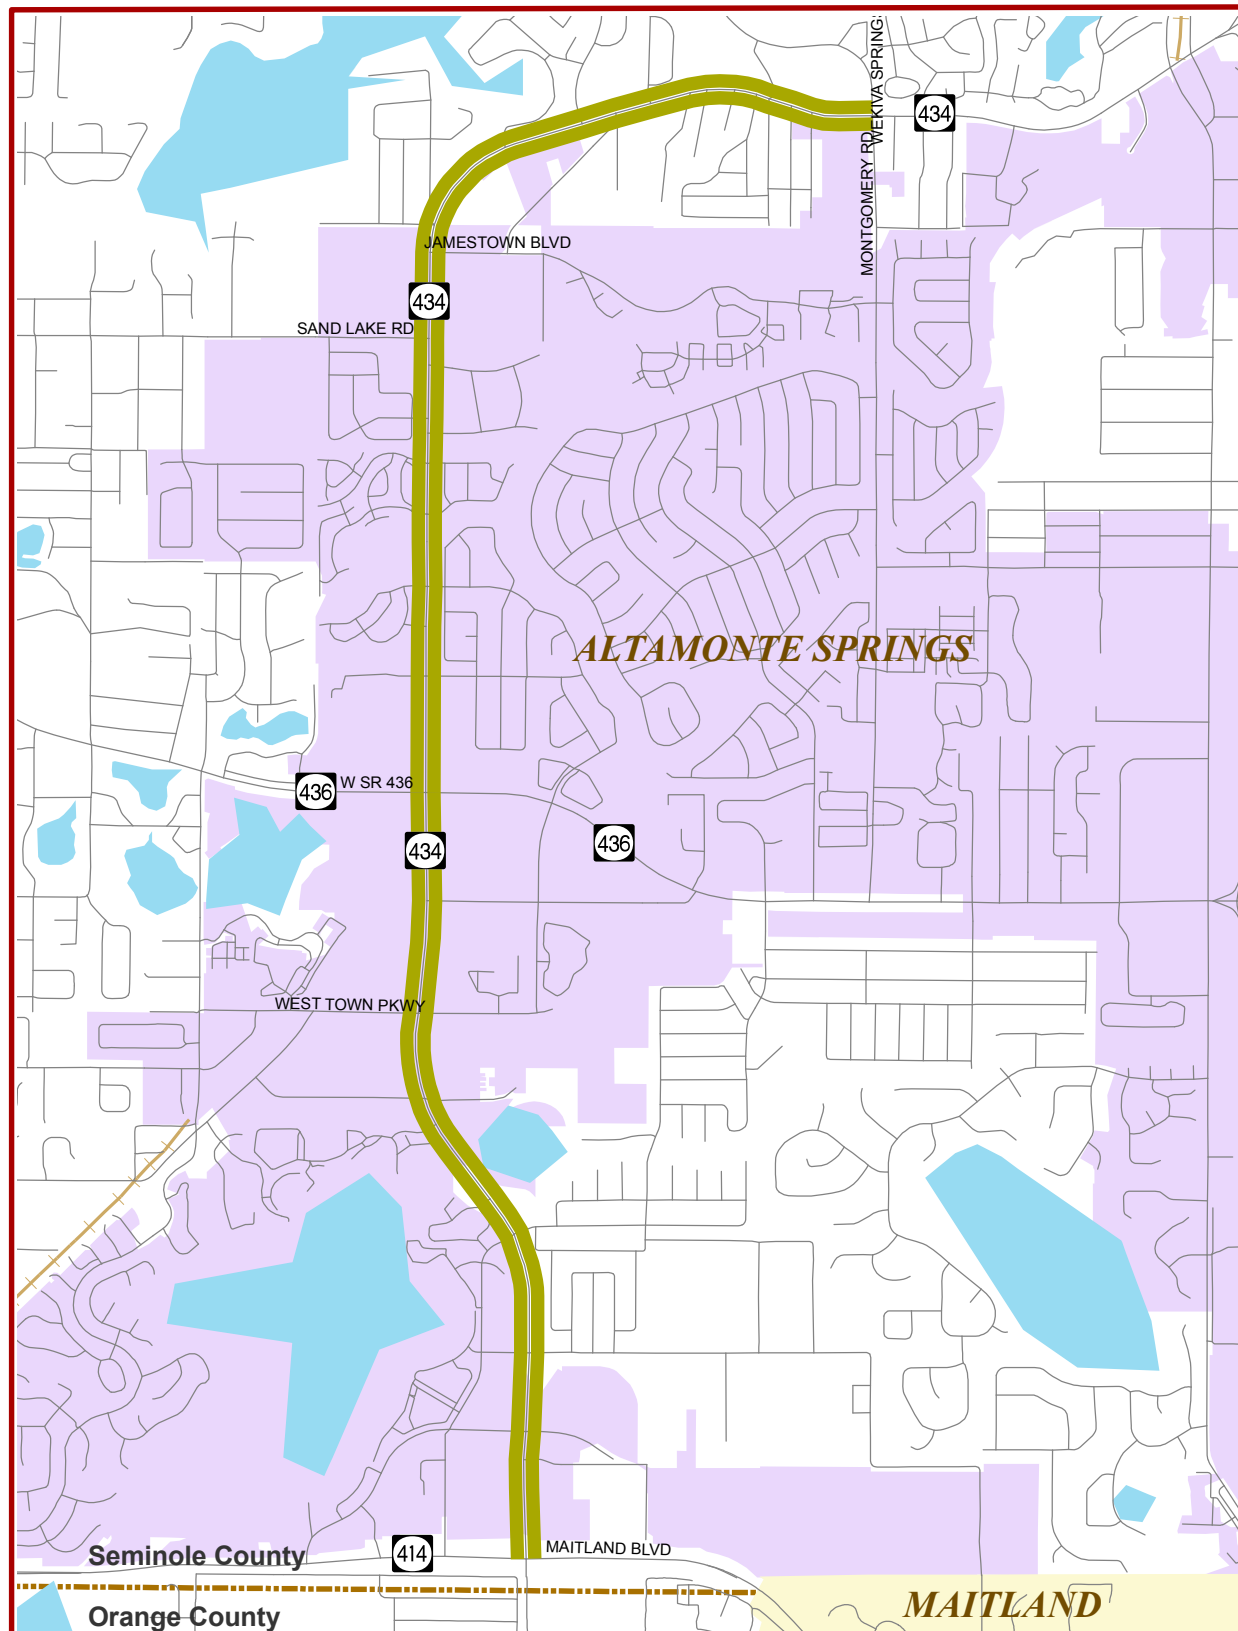 WEKIVA SPRINGS
434
MONTGOMERY RD
JAMESTOWN BLVD
434
SAND LAKE RD
ALTAMONTE SPRINGS
W SR 436
436
434
436
WEST TOWN PKWY
MAITLAND BLVD
414
Seminole County
MAITLAND
Orange County